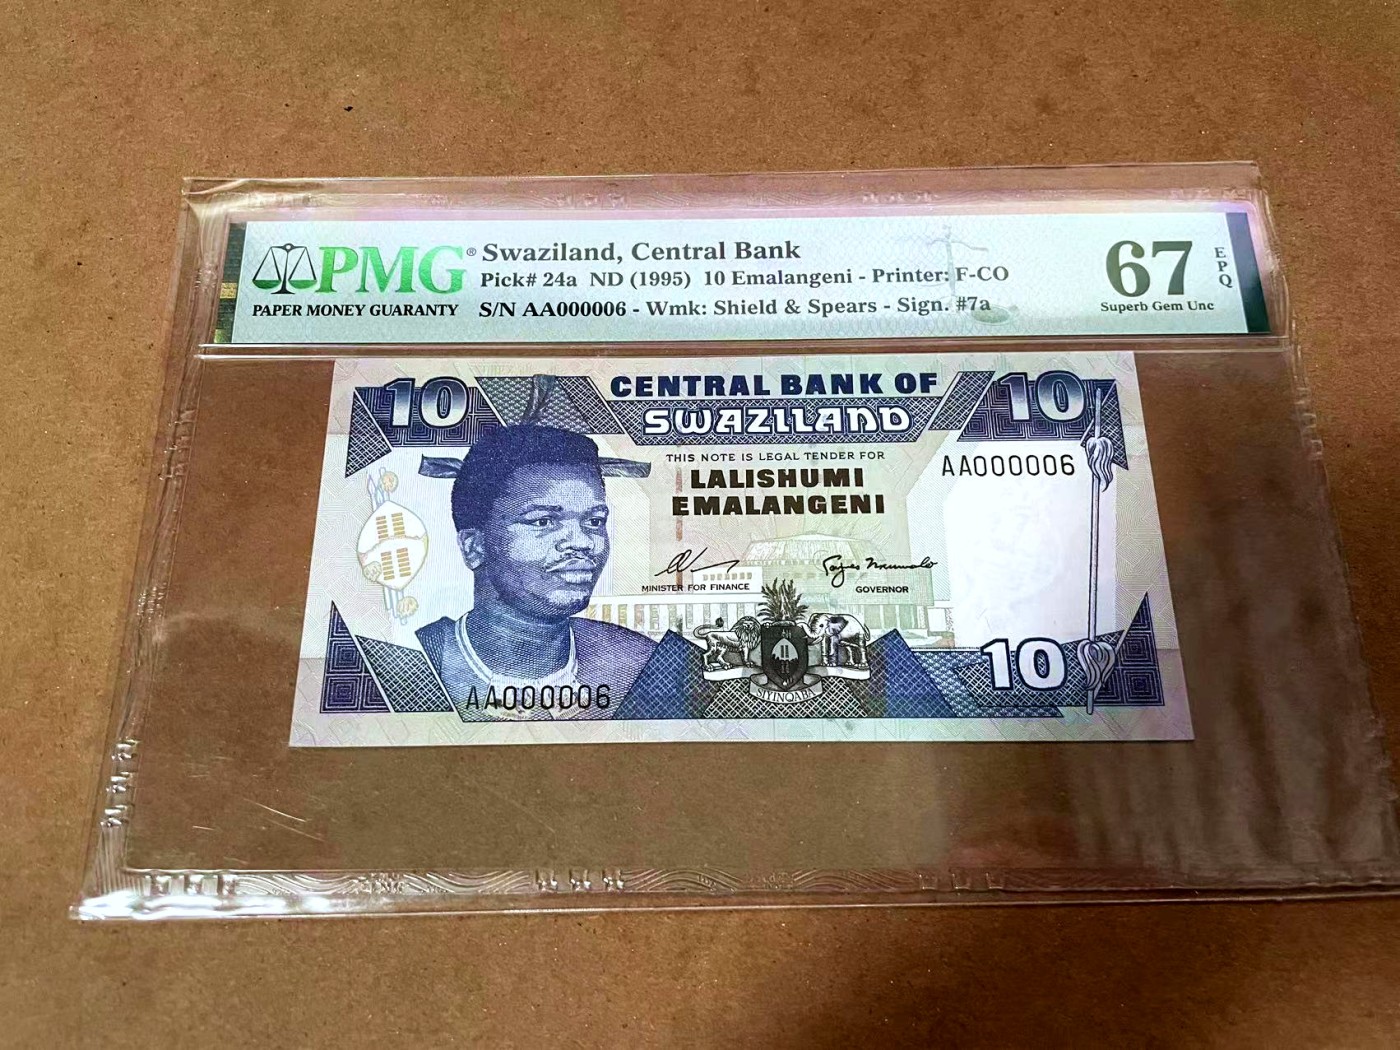 PMG®
PAPER MONEY GUARANTY
Swaziland, Central Bank
Pick# 24a ND (1995) 10 Emalangeni - Printer: F-CO
S/N AA000006 - Wmk: Shield & Spears - Sign. #7a
67
Superb Gem Unc
EPQ
10
CENTRAL BANK OF
SWAZILAND
10
THIS NOTE IS LEGAL TENDER FOR
LALISHUMI
EMALANGENI
AA000006
MINISTER FOR FINANCE
GOVERNOR
10
AA000006
SIYINQABA